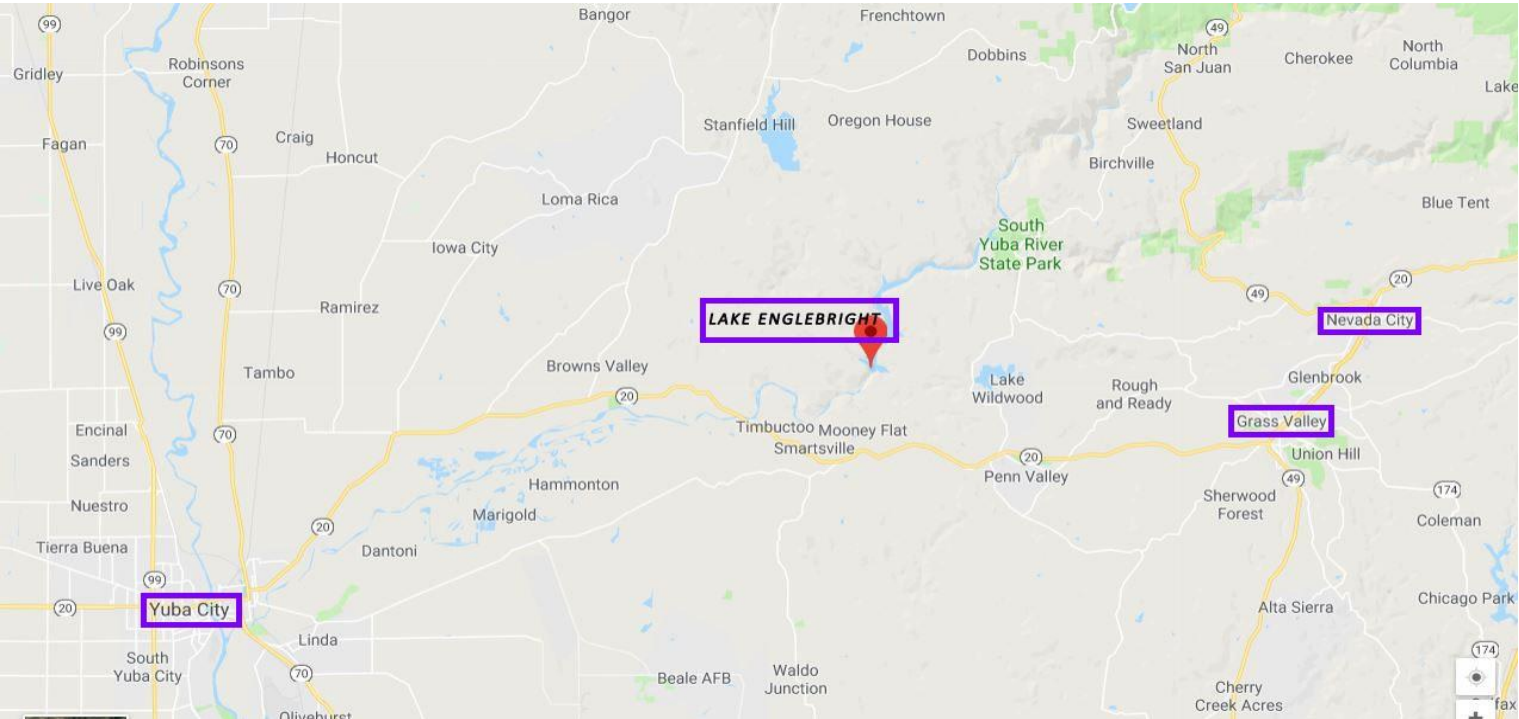 Bangor
Frenchtown
99
49
Dobbins
North
San Juan
Cherokee
North
Columbia
Gridley
Robinsons
Corner
Lake
Stanfield Hill
Oregon House
Sweetland
Fagan
70
Craig
Honcut
Birchville
Loma Rica
Blue Tent
South
Yuba River
State Park
Iowa City
Live Oak
70
20
49
Ramirez
LAKE ENGLEBRIGHT
Nevada City
99
Tambo
Browns Valley
Glenbrook
Lake
Wildwood
Rough
and Ready
20
Encinal
70
Timbuctoo
Mooney Flat
Smartsville
Grass Valley
Sanders
20
Union Hill
Penn Valley
49
Hammonton
174
Nuestro
Sherwood
Forest
Marigold
Coleman
20
Tierra Buena
Dantoni
99
20
Yuba City
Alta Sierra
Chicago Park
Linda
174
South
Yuba City
70
Beale AFB
Waldo
Junction
Cherry
Creek Acres
fax
Olivehurst
+